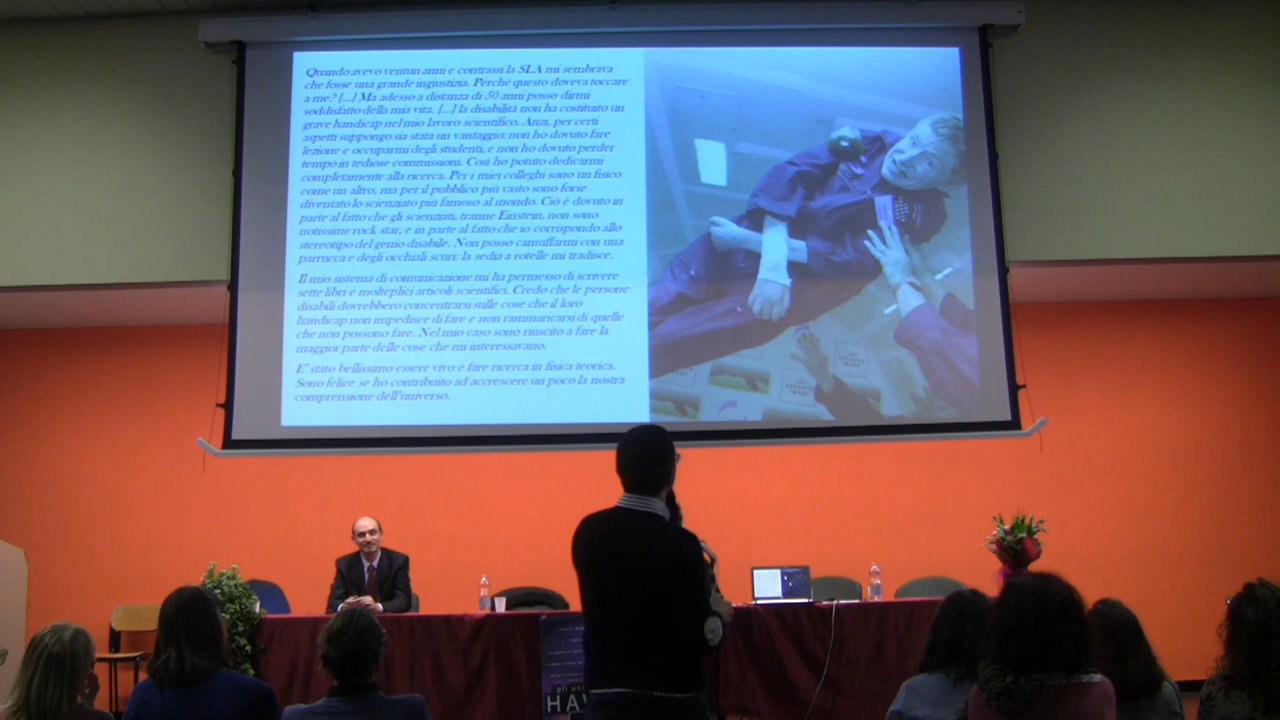 Quando avevo ventun anni e contrassi la SLA mi sembrava
che fosse una grande ingiustizia. Perché questo doveva toccare
a me? [...] Ma adesso a distanza di 50 anni posso dirmi
soddisfatto della mia vita. [...] la disabilità non ha costituito un
grave handicap nel mio lavoro scientifico. Anzi, per certi
aspetti suppongo sia stata un vantaggio: non ho dovuto fare
lezione e occuparmi degli studenti, e non ho dovuto perder
tempo in tediose commissioni. Così ho potuto dedicarmi
completamente alla ricerca. Per i miei colleghi sono un fisico
come un altro, ma per il pubblico più vasto sono forse
diventato lo scienziato più famoso al mondo. Ciò è dovuto in
parte al fatto che gli scienziati, tranne Einstein, non sono
notissime rock star, e in parte al fatto che io corrispondo allo
stereotipo del genio disabile. Non posso camuffarmi con una
parrucca e degli occhiali scuri: la sedia a rotelle mi tradisce.
Il mio sistema di comunicazione mi ha permesso di scrivere
sette libri e molteplici articoli scientifici. Credo che le persone
disabili dovrebbero concentrarsi sulle cose che il loro
handicap non impedisce di fare e non rammaricarsi di quelle
che non possono fare. Nel mio caso sono riuscito a fare la
maggior parte delle cose che mi interessavano.
E' stato bellissimo essere vivo e fare ricerca in fisica teorica.
Sono felice se ho contribuito ad accrescere un poco la nostra
comprensione dell'universo.
gli uni
HAW